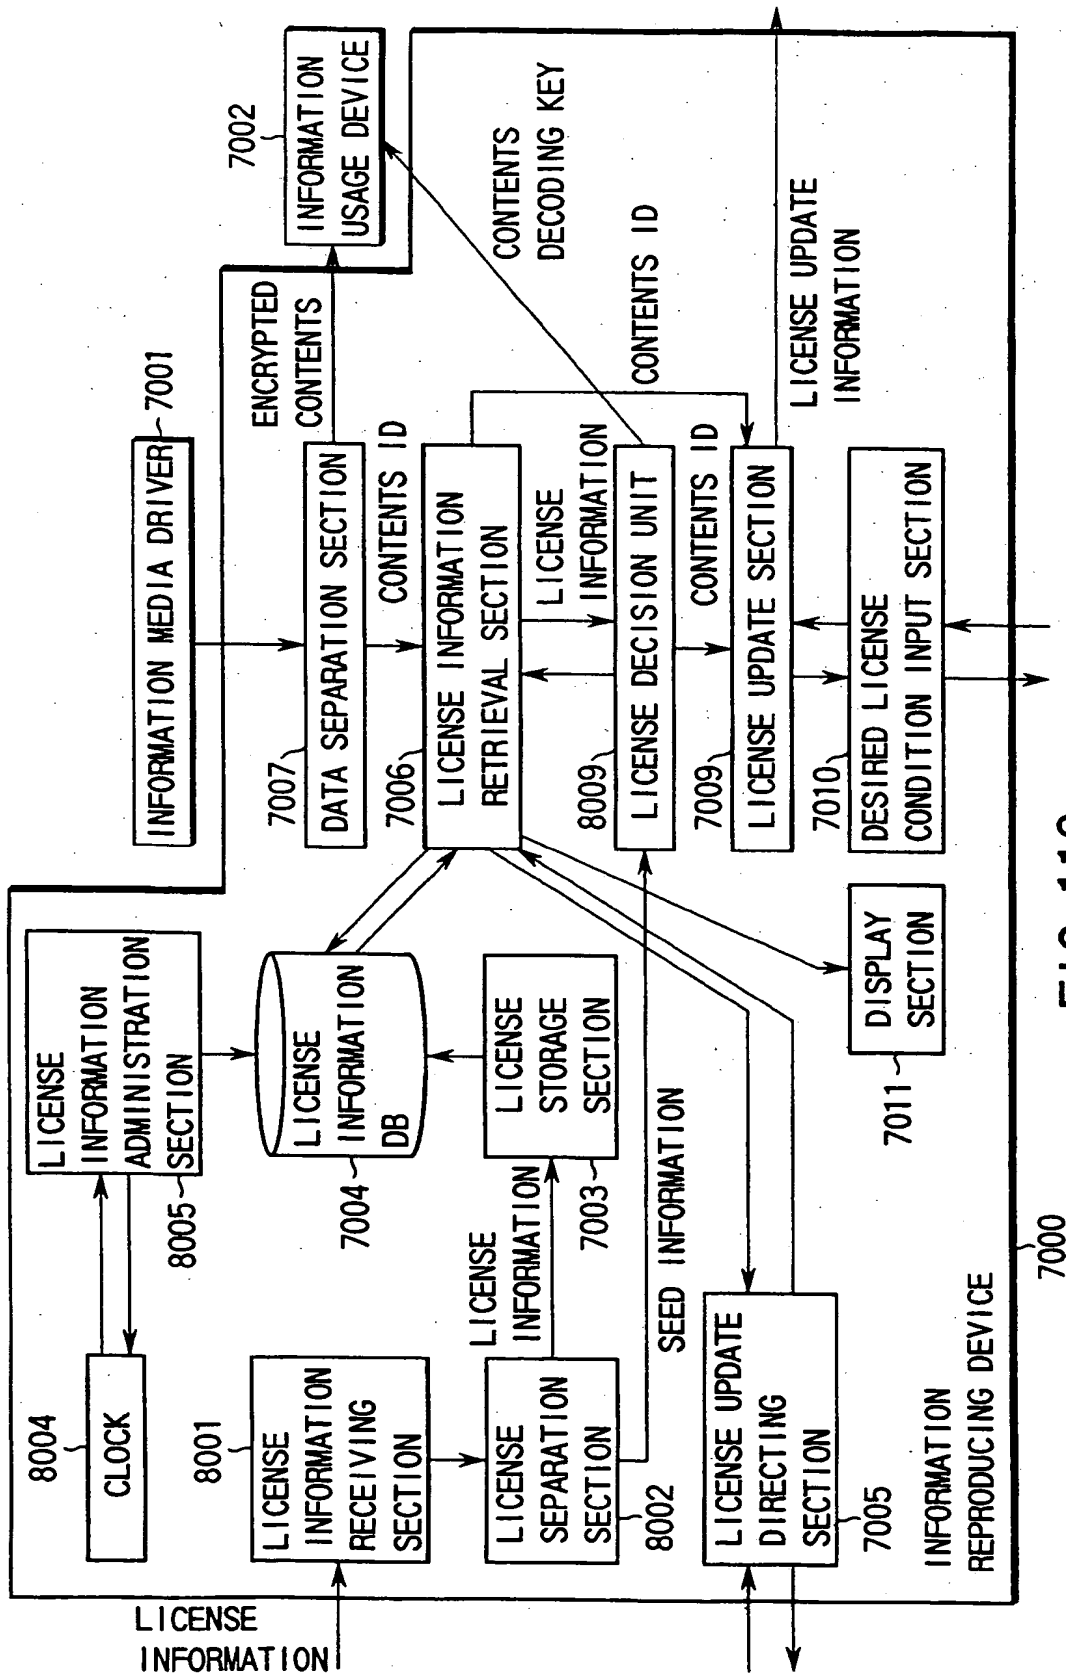 INFORMATION MEDIA DRIVER
7001
7002
INFORMATION
USAGE DEVICE
ENCRYPTED
CONTENTS
7007
DATA SEPARATION SECTION
CONTENTS ID
7006
LICENSE INFORMATION
RETRIEVAL SECTION
LICENSE
INFORMATION
CONTENTS
DECODING KEY
CONTENTS ID
8009
LICENSE DECISION UNIT
CONTENTS ID
7009
LICENSE UPDATE SECTION
LICENSE UPDATE
INFORMATION
7010
DESIRED LICENSE
CONDITION INPUT SECTION
8004
CLOCK
LICENSE
INFORMATION
ADMINISTRATION
SECTION
8005
LICENSE
INFORMATION
DB
7004
LICENSE
INFORMATION
8001
LICENSE
INFORMATION
RECEIVING
SECTION
LICENSE
SEPARATION
SECTION
8002
LICENSE
INFORMATION
LICENSE
STORAGE
SECTION
7003
SEED INFORMATION
LICENSE UPDATE
DIRECTING
SECTION
7005
DISPLAY
SECTION
7011
INFORMATION
REPRODUCING DEVICE
7000